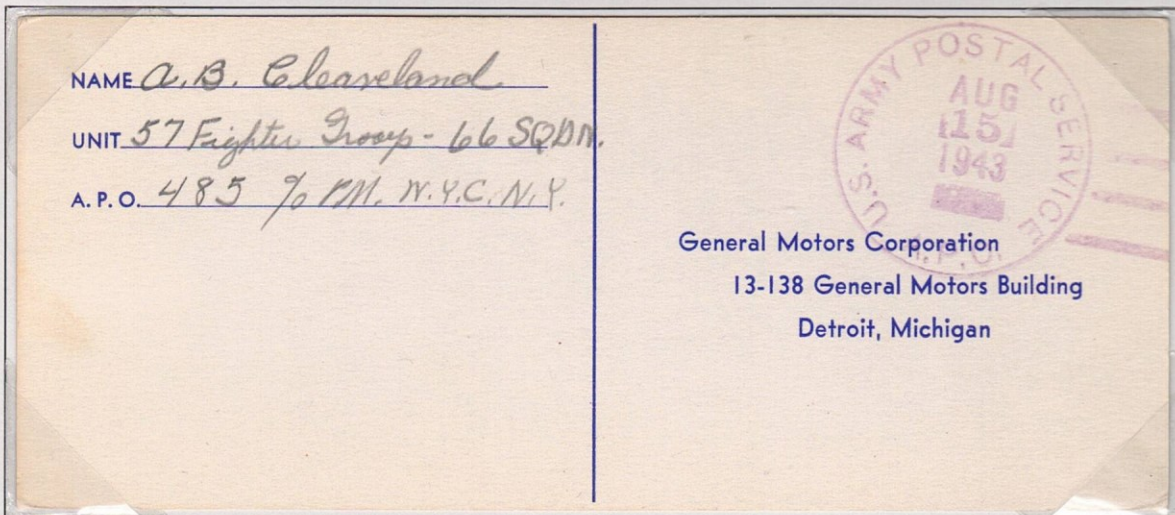 NAME A.B. Cleaveland
UNIT 57 Fighter Group - 66 SQDN.
A. P. O. 485 % P.M. N.Y.C. N.Y.
U.S. ARMY POSTAL SERVICE
AUG
15
1943
A.P.O.
General Motors Corporation
13-138 General Motors Building
Detroit, Michigan